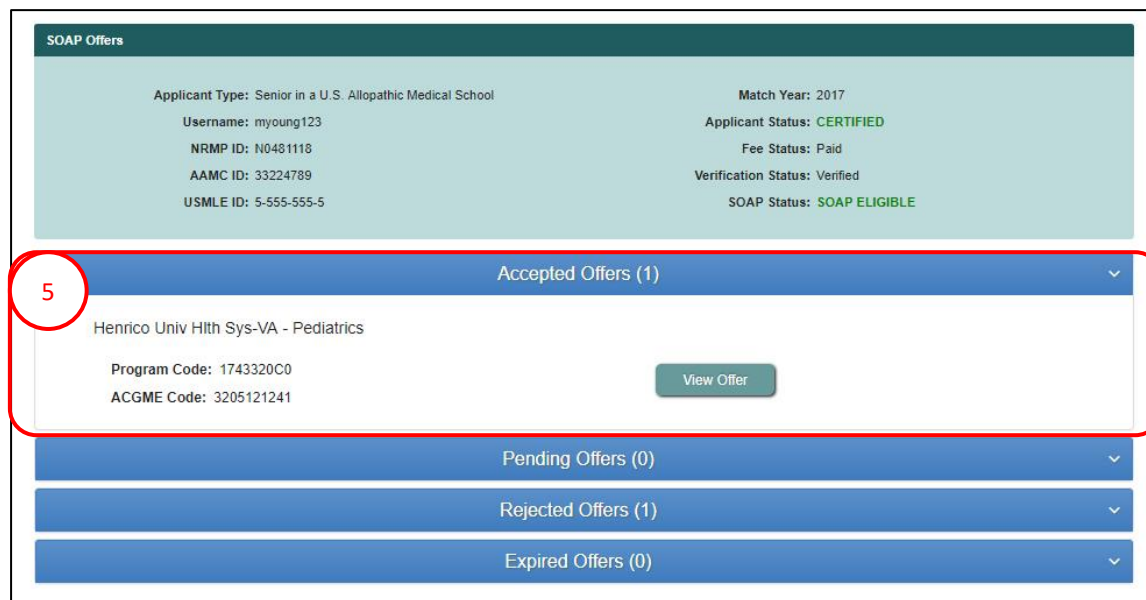 SOAP Offers
Applicant Type: Senior in a U.S. Allopathic Medical School
Match Year: 2017
Username: myoung123
Applicant Status: CERTIFIED
NRMP ID: N0481118
Fee Status: Paid
AAMC ID: 33224789
Verification Status: Verified
USMLE ID: 5-555-555-5
SOAP Status: SOAP ELIGIBLE
5
Accepted Offers (1)
Henrico Univ Hlth Sys-VA - Pediatrics
Program Code: 1743320C0
View Offer
ACGME Code: 3205121241
Pending Offers (0)
Rejected Offers (1)
Expired Offers (0)